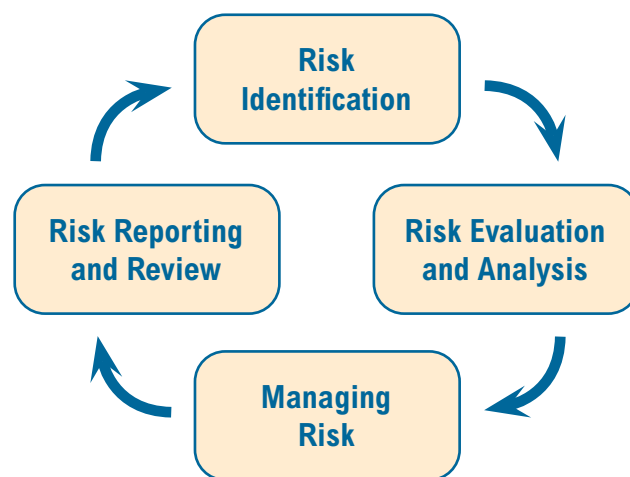 Risk
Identification
Risk Reporting
and Review
Risk Evaluation
and Analysis
Managing
Risk